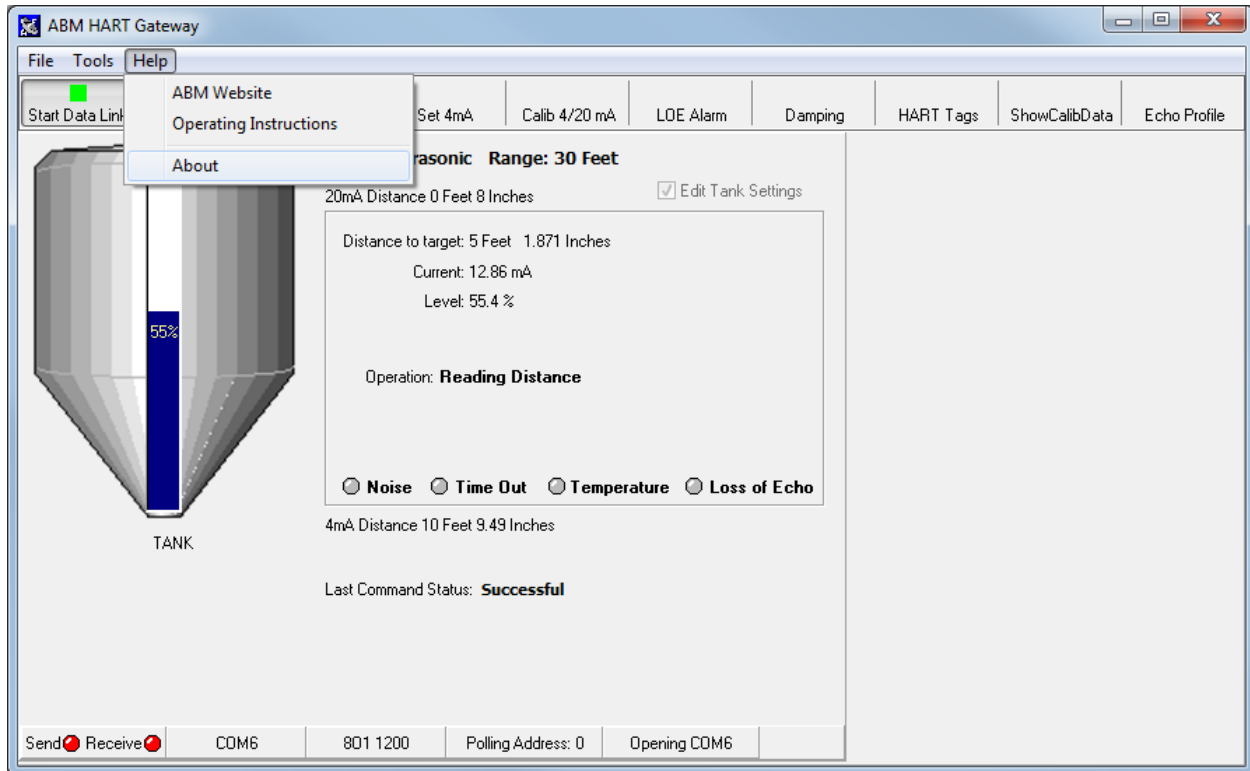 ABM HART Gateway
File Tools Help
ABM Website
Operating Instructions
About
Start Data Link Set 4mA Calib 4/20 mA LOE Alarm Damping HART Tags ShowCalibData Echo Profile
Range: 30 Feet
20mA Distance 0 Feet 8 Inches Edit Tank Settings
Distance to target: 5 Feet 1.871 Inches
Current: 12.86 mA
Level: 55.4 %
55%
Operation: Reading Distance
Noise Time Out Temperature Loss of Echo
4mA Distance 10 Feet 9.49 Inches
TANK
Last Command Status: Successful
Send Receive COM6 8O1 1200 Polling Address: 0 Opening COM6